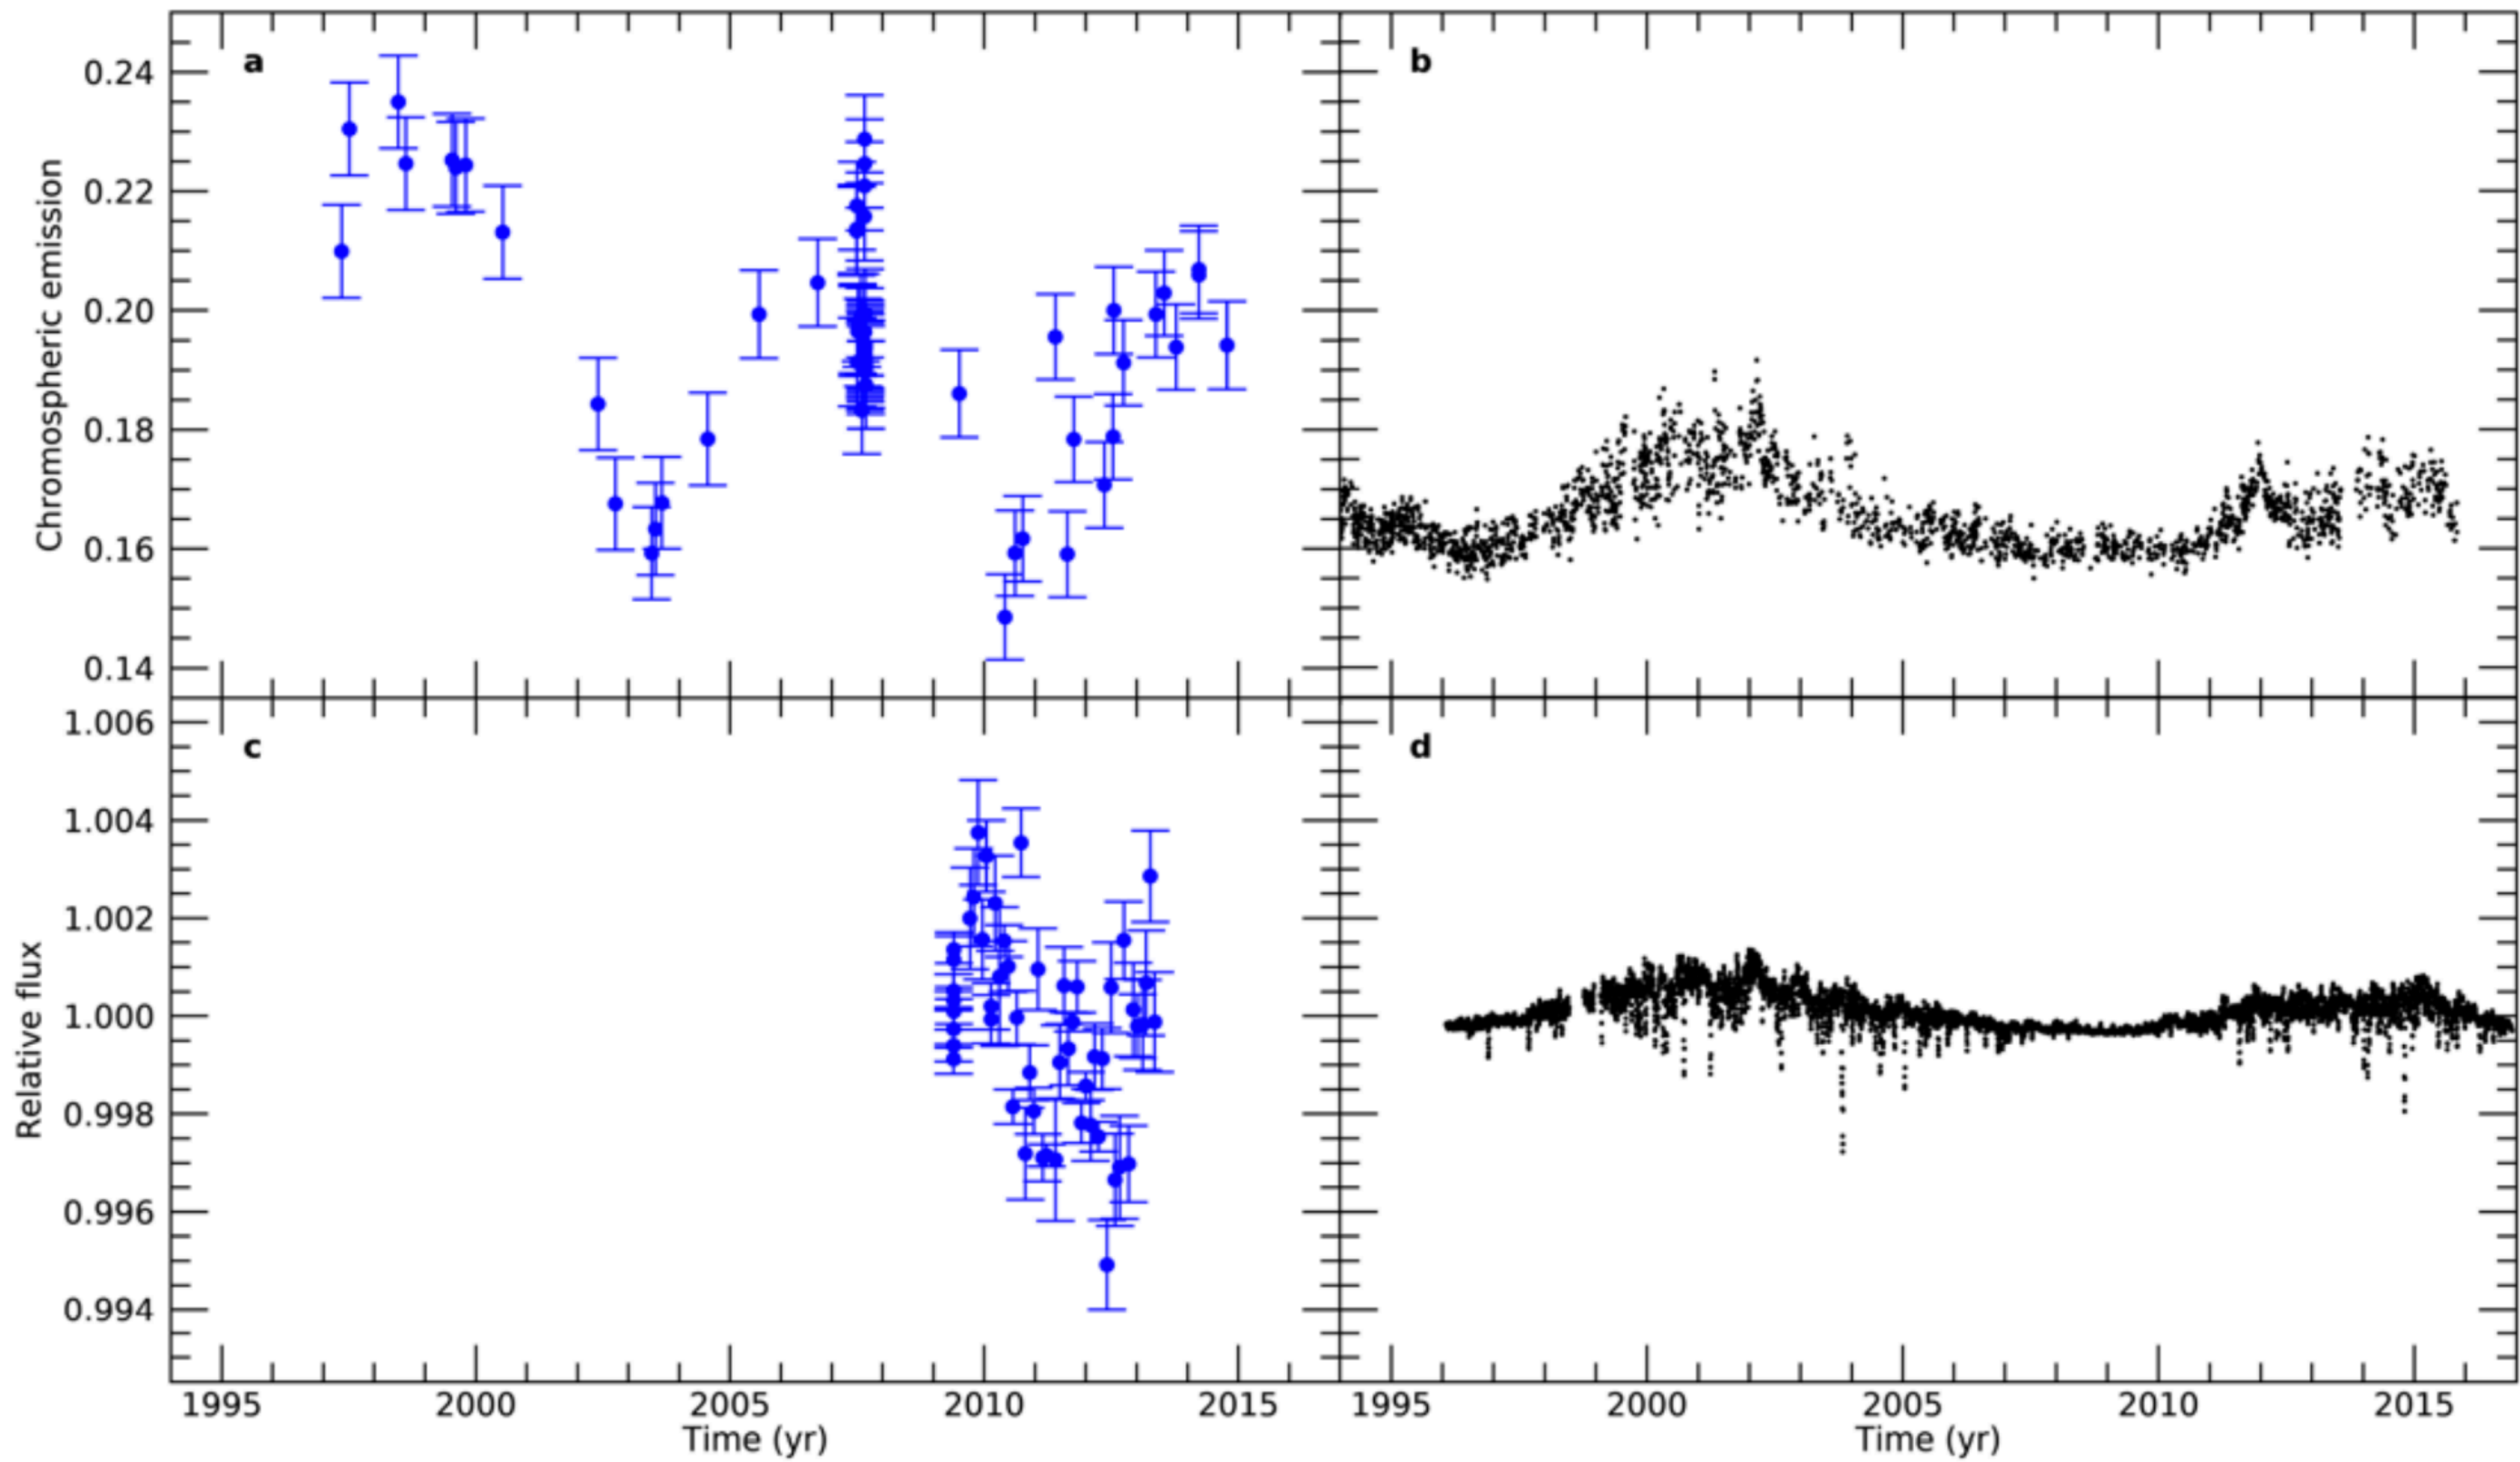 a
b
0.24
0.22
0.20
0.18
0.16
0.14
Chromospheric emission
c
d
1.006
1.004
1.002
1.000
0.998
0.996
0.994
Relative flux
1995 2000 2005 2010 2015 1995 2000 2005 2010 2015
Time (yr) Time (yr)